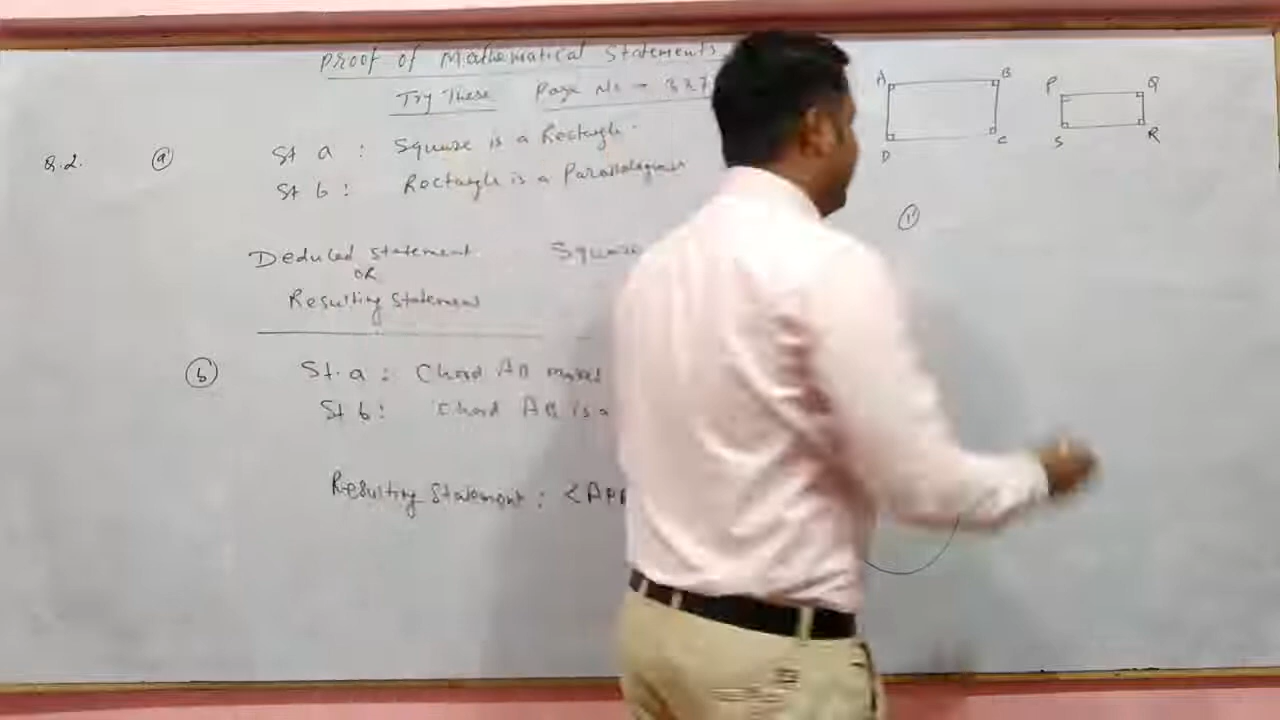 Proof of Mathematical Statements
Try These Page No - 337
Q.2. (a) St a : Square is a Rectangle.
St b : Rectangle is a Parallelogram
Deduced Statement Square
OR
Resulting Statement
(b) St. a : Chord AB makes
St b : Chord AB is a
Resulting Statement :
A B
D C
P Q
S R
(1)